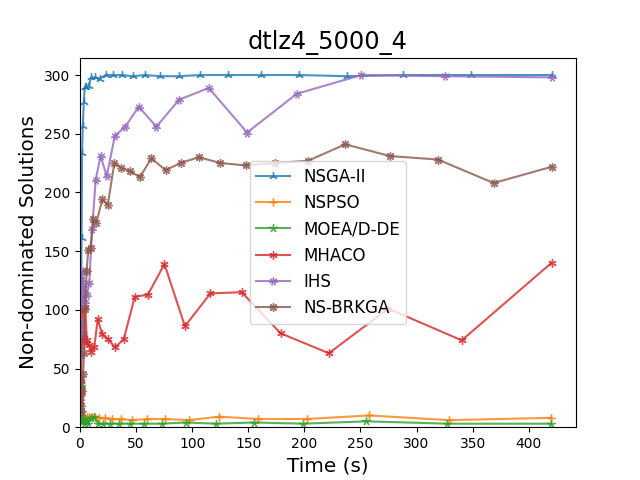 dtlz4_5000_4
Non-dominated Solutions
300
250
200
150
100
50
0
NSGA-II
NSPSO
MOEA/D-DE
MHACO
IHS
NS-BRKGA
0 50 100 150 200 250 300 350 400
Time (s)